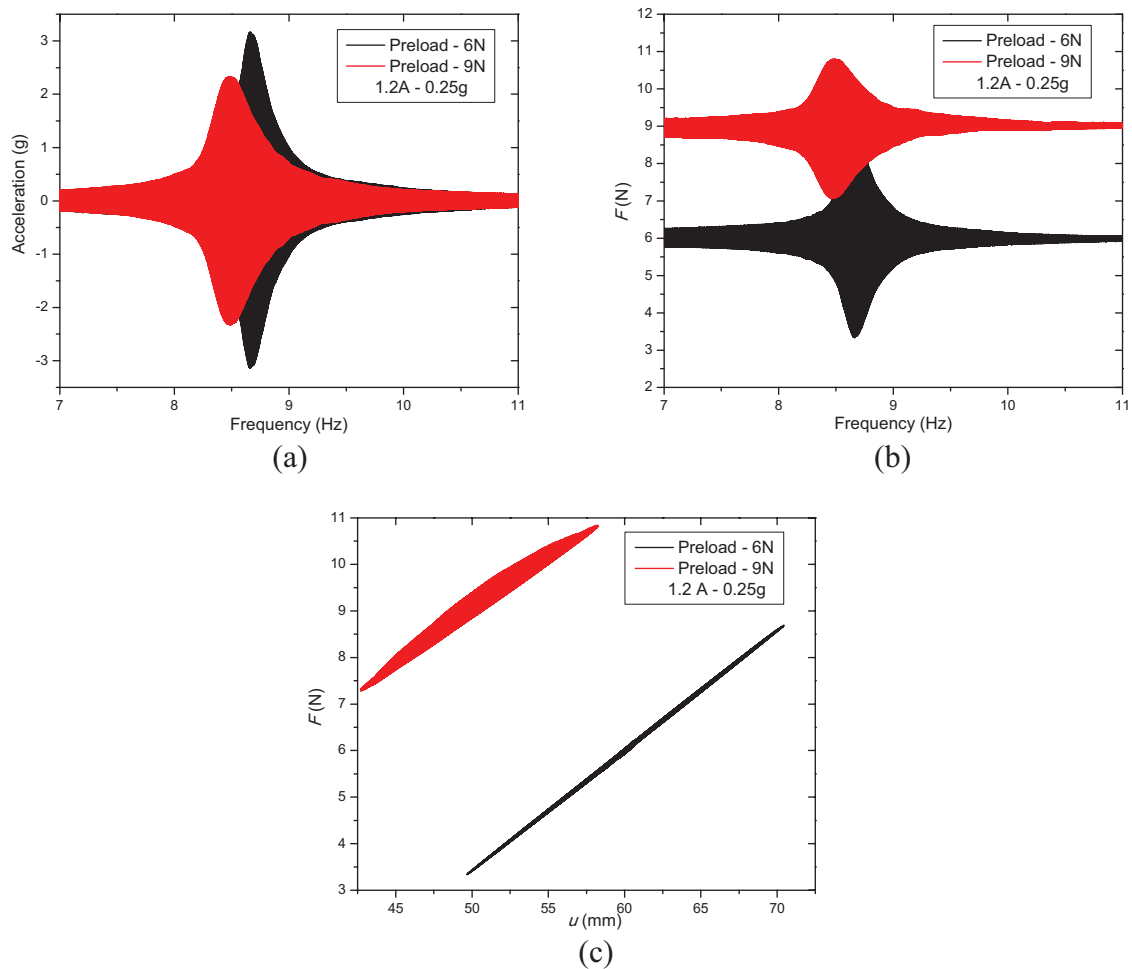 3
2
1
0
-1
-2
-3
Acceleration (g)
7 8 9 10 11
Frequency (Hz)
Preload - 6N
Preload - 9N
1.2A - 0.25g
(a)
12
11
10
9
8
7
6
5
4
3
2
F (N)
7 8 9 10 11
Frequency (Hz)
Preload - 6N
Preload - 9N
1.2A - 0.25g
(b)
11
10
9
8
7
6
5
4
3
F (N)
45 50 55 60 65 70
u (mm)
Preload - 6N
Preload - 9N
1.2 A - 0.25g
(c)